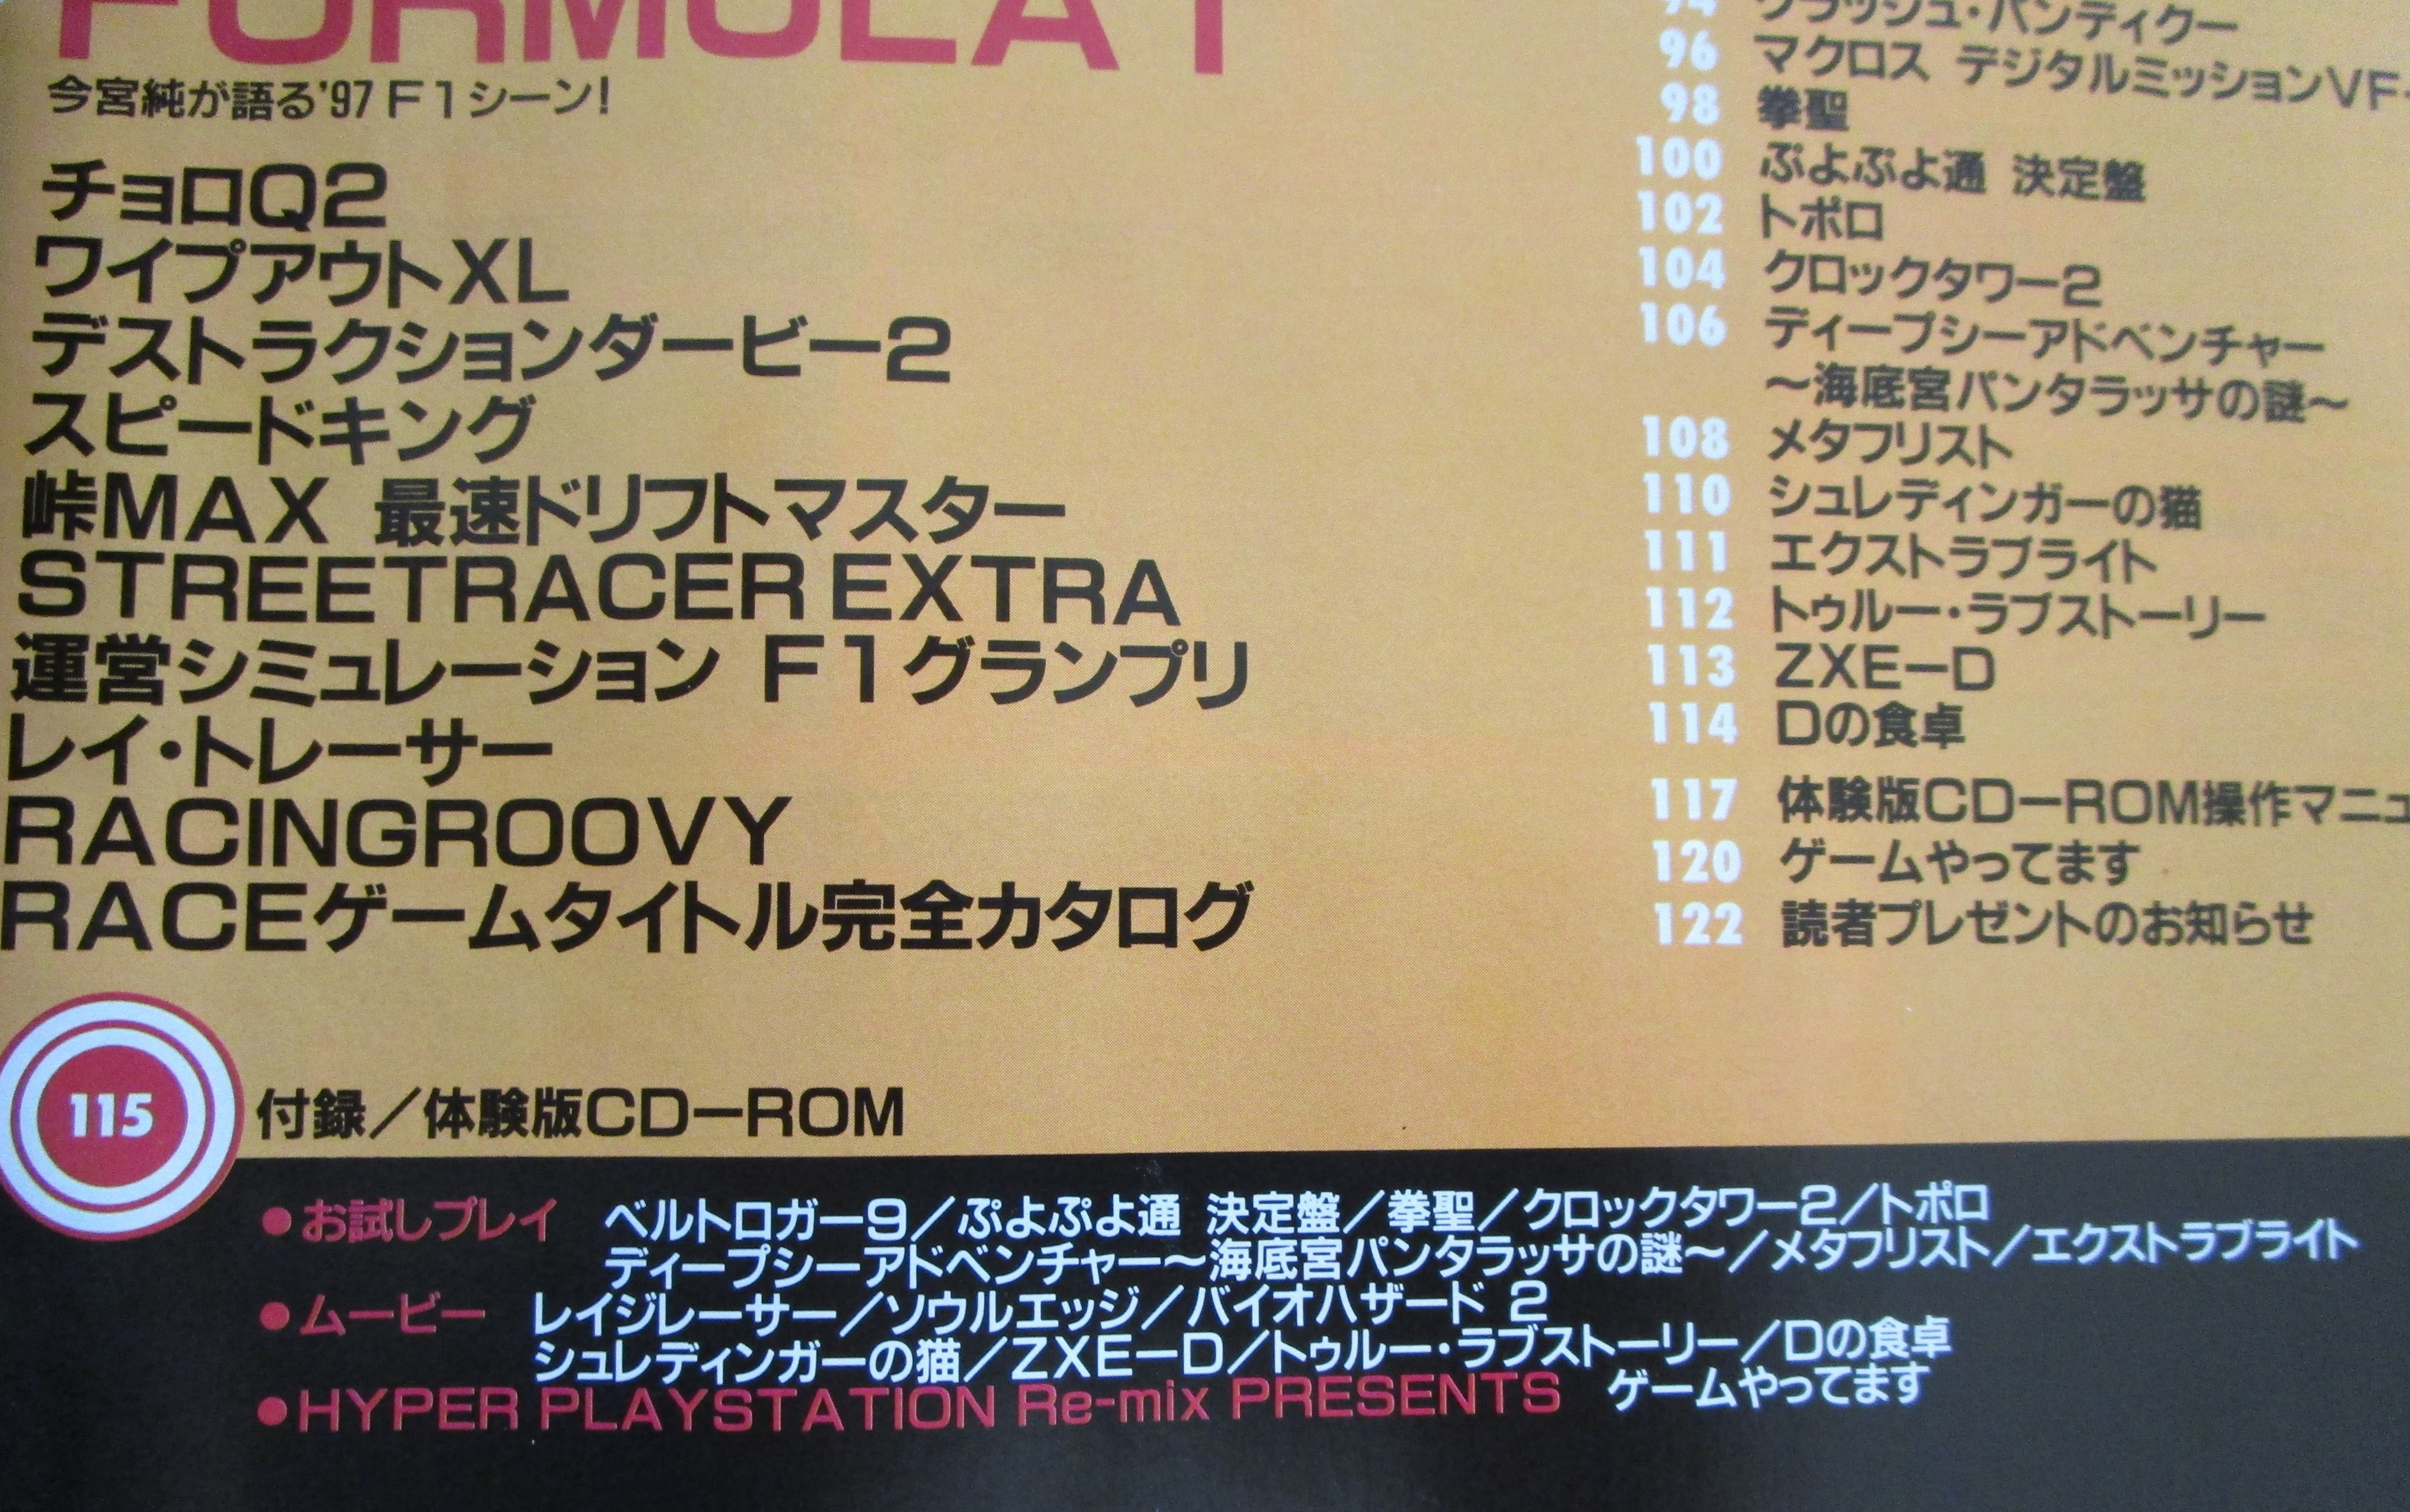 FORMULA 1
今宮純が語る'97 F1シーン!
チョロQ2
ワイプアウトXL
デストラクションダービー2
スピードキング
峠MAX 最速ドリフトマスター
STREETRACER EXTRA
運営シミュレーション F1グランプリ
レイ・トレーサー
RACINGROOVY
RACEゲームタイトル完全カタログ
94 クラッシュ・バンディクー
96 マクロス デジタルミッションVF-
98 拳聖
100 ぷよぷよ通 決定盤
102 トポロ
104 クロックタワー2
106 ディープシーアドベンチャー
〜海底宮パンタラッサの謎〜
108 メタフリスト
110 シュレディンガーの猫
111 エクストラブライト
112 トゥルー・ラブストーリー
113 ZXE-D
114 Dの食卓
117 体験版CD-ROM操作マニュ
120 ゲームやってます
122 読者プレゼントのお知らせ
115 付録/体験版CD-ROM
●お試しプレイ ベルトロガー9/ぷよぷよ通 決定盤/拳聖/クロックタワー2/トポロ
ディープシーアドベンチャー〜海底宮パンタラッサの謎〜/メタフリスト/エクストラブライト
●ムービー レイジレーサー/ソウルエッジ/バイオハザード 2
シュレディンガーの猫/ZXE-D/トゥルー・ラブストーリー/Dの食卓
●HYPER PLAYSTATION Re-mix PRESENTS ゲームやってます